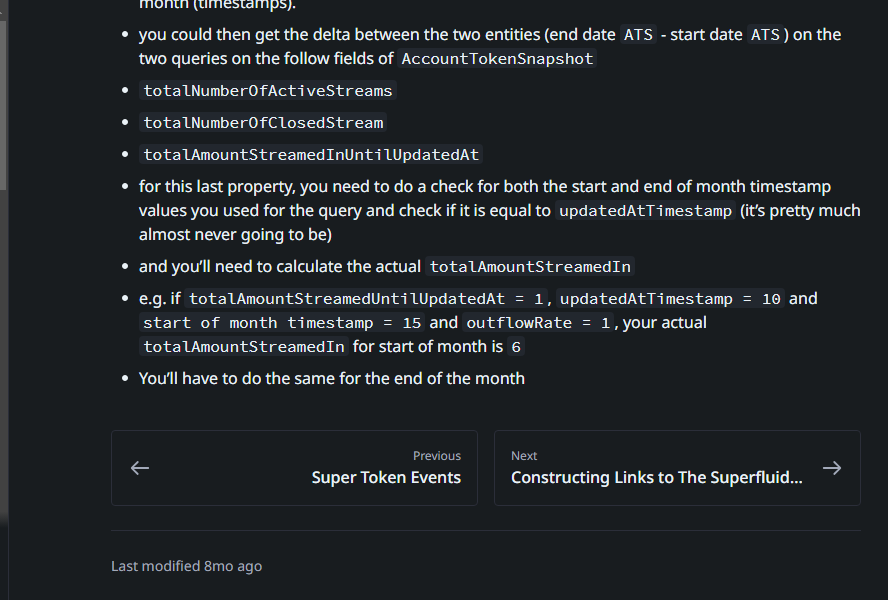 month (timestamps).
• you could then get the delta between the two entities (end date ATS - start date ATS) on the
two queries on the follow fields of AccountTokenSnapshot
• totalNumberOfActiveStreams
• totalNumberOfClosedStream
• totalAmountStreamedInUntilUpdatedAt
• for this last property, you need to do a check for both the start and end of month timestamp
values you used for the query and check if it is equal to updatedAtTimestamp (it’s pretty much
almost never going to be)
• and you’ll need to calculate the actual totalAmountStreamedIn
• e.g. if totalAmountStreamedUntilUpdatedAt = 1, updatedAtTimestamp = 10 and
start of month timestamp = 15 and outflowRate = 1, your actual
totalAmountStreamedIn for start of month is 6
• You’ll have to do the same for the end of the month
Previous
Super Token Events
Next
Constructing Links to The Superfluid...
Last modified 8mo ago